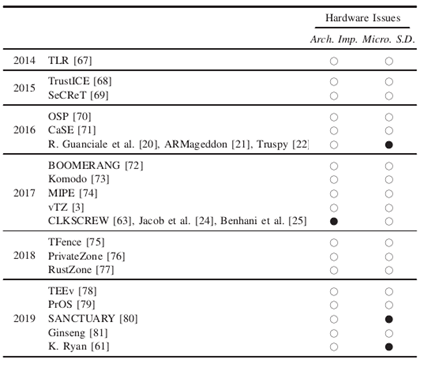 Hardware Issues
Arch. Imp. Micro. S.D.
2014 TLR [67] ○ ○
2015 TrustICE [68] ○ ○
SeCReT [69] ○ ○
2016 OSP [70] ○ ○
CaSE [71] ○ ○
R. Guanciale et al. [20], ARMageddon [21], Truspy [22] ○ ●
2017 BOOMERANG [72] ○ ○
Komodo [73] ○ ○
MIPE [74] ○ ○
vTZ [3] ○ ○
CLKSCREW [63], Jacob et al. [24], Benhani et al. [25] ● ○
2018 TFence [75] ○ ○
PrivateZone [76] ○ ○
RustZone [77] ○ ○
2019 TEEv [78] ○ ○
PrOS [79] ○ ○
SANCTUARY [80] ○ ●
Ginseng [81] ○ ○
K. Ryan [61] ○ ●